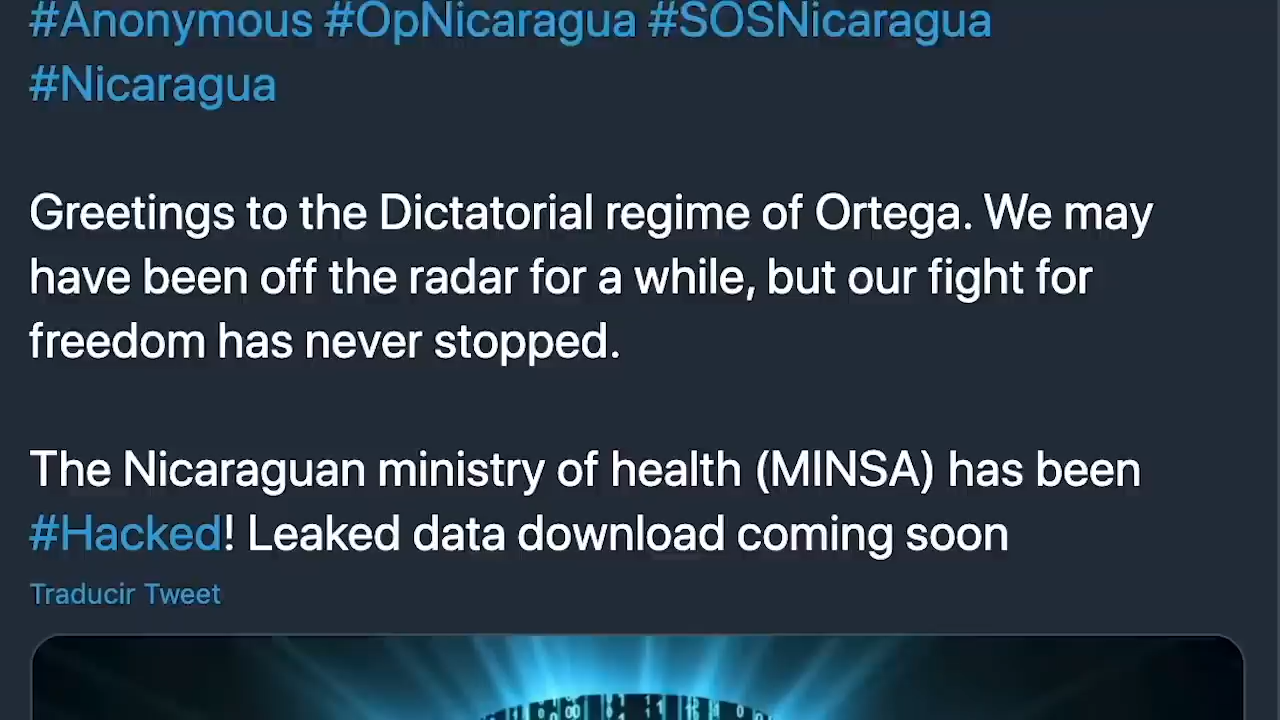 #Anonymous #OpNicaragua #SOSNicaragua
#Nicaragua
Greetings to the Dictatorial regime of Ortega. We may
have been off the radar for a while, but our fight for
freedom has never stopped.
The Nicaraguan ministry of health (MINSA) has been
#Hacked! Leaked data download coming soon
Traducir Tweet